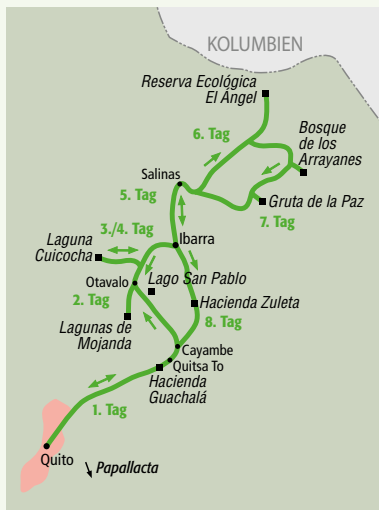 KOLUMBIEN
Reserva Ecológica
El Angel
6. Tag
Bosque
de los
Arrayanes
Salinas
5. Tag
Gruta de la Paz
7. Tag
3./4. Tag
Laguna
Cuicocha
Ibarra
Otavalo
Lago San Pablo
2. Tag
Hacienda Zuleta
Lagunas de
Mojanda
8. Tag
Cayambe
Quitsa To
Hacienda
Guachalá
1. Tag
Quito
Papallacta